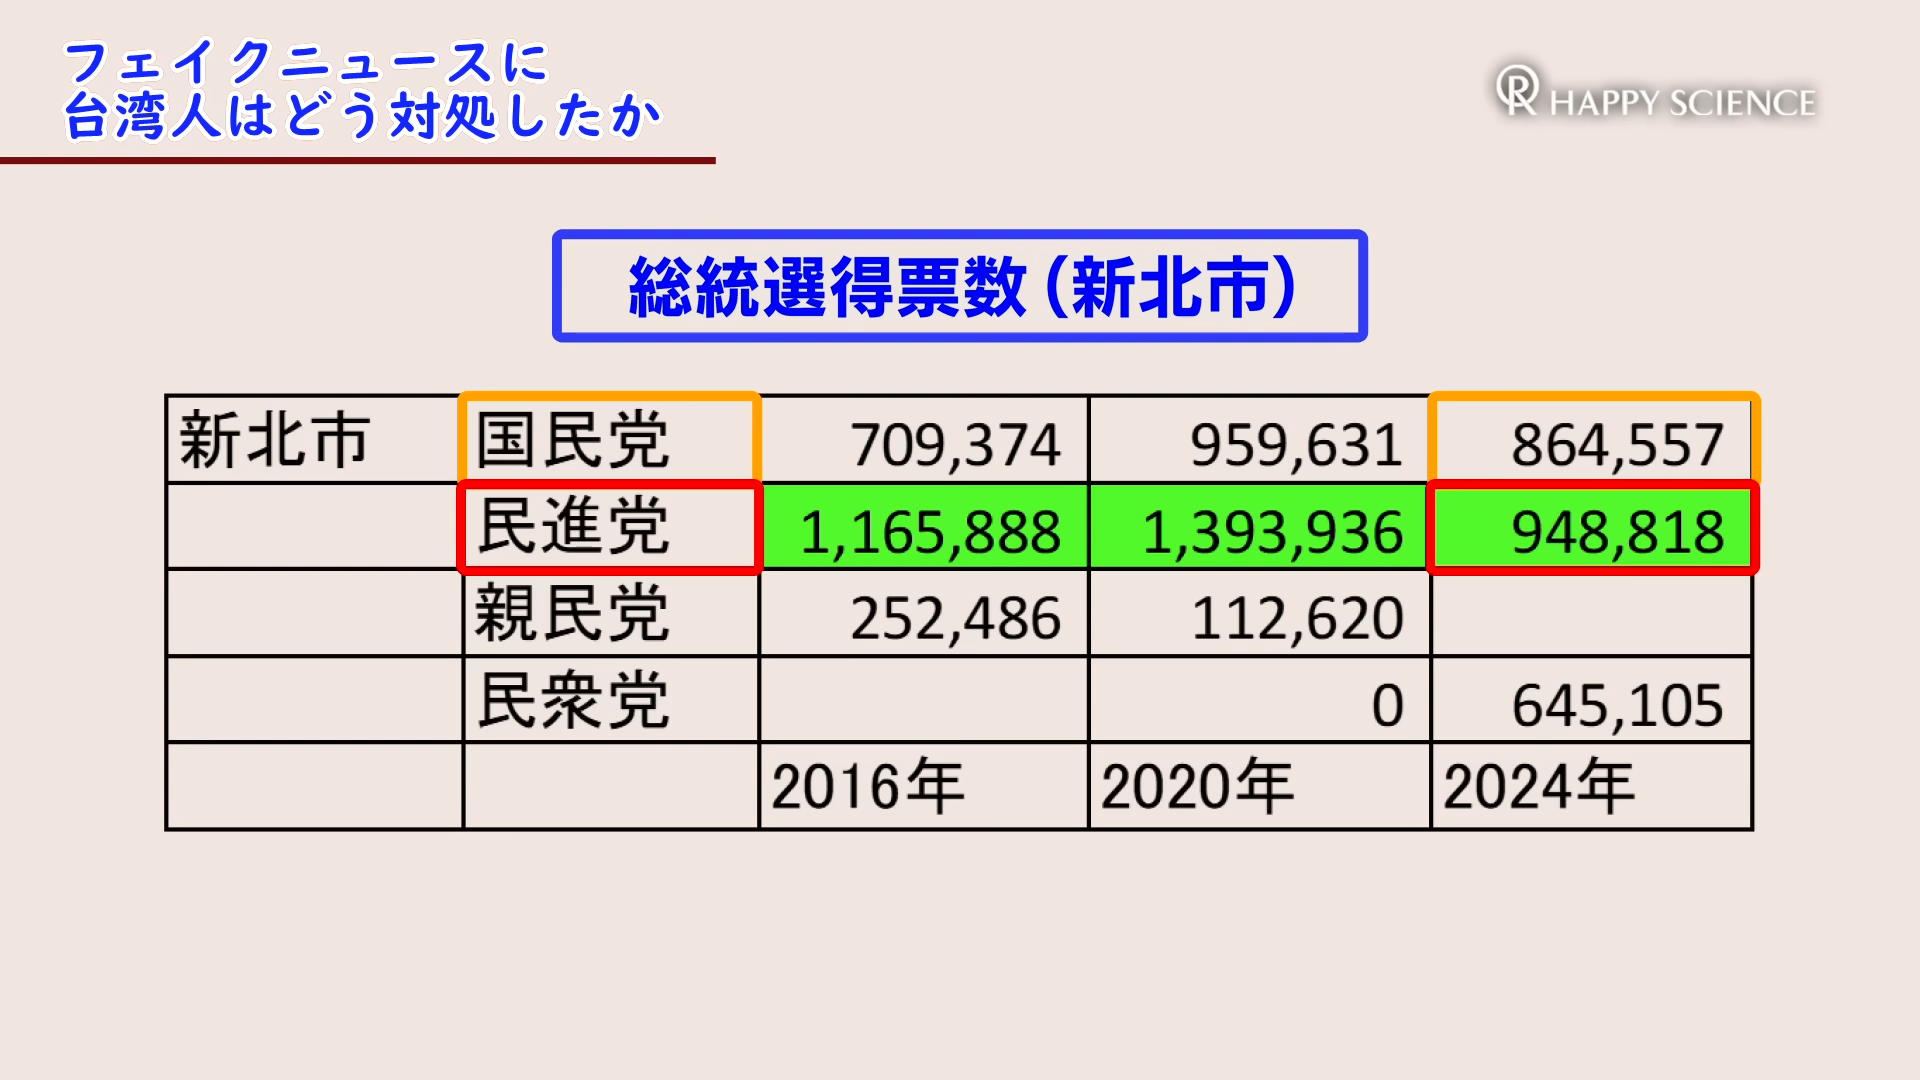 フェイクニュースに
台湾人はどう対処したか
HAPPY SCIENCE
総統選得票数（新北市）
新北市 国民党 709,374 959,631 864,557
民進党 1,165,888 1,393,936 948,818
親民党 252,486 112,620
民衆党 0 645,105
2016年 2020年 2024年